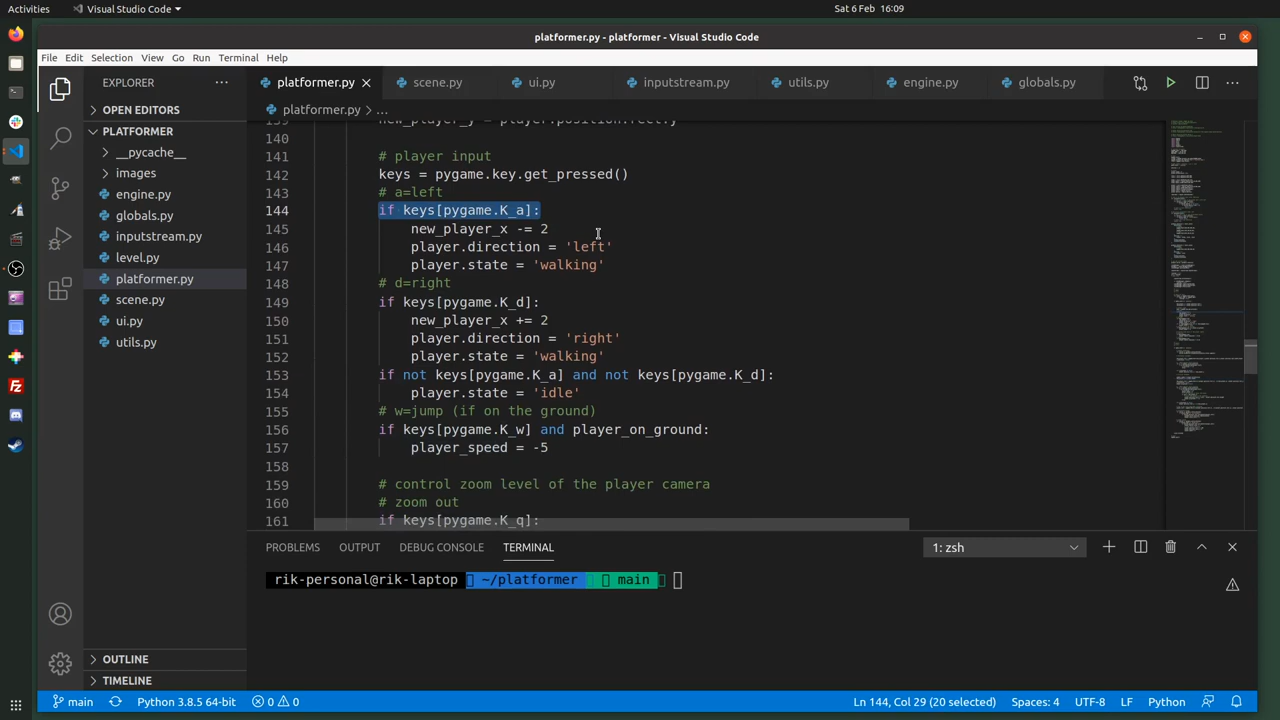 Activities
Visual Studio Code
Sat 6 Feb 16:09
platformer.py - platformer - Visual Studio Code
File Edit Selection View Go Run Terminal Help
EXPLORER
platformer.py scene.py ui.py inputstream.py utils.py engine.py globals.py
OPEN EDITORS
platformer.py > ...
PLATFORMER
__pycache__
images
engine.py
globals.py
inputstream.py
level.py
platformer.py
scene.py
ui.py
utils.py
OUTLINE
TIMELINE
139 new_player_y = player.position.rect.y
140
141 # player input
142 keys = pygame.key.get_pressed()
143 # a=left
144 if keys[pygame.K_a]:
145 new_player_x -= 2
146 player.direction = 'left'
147 player.state = 'walking'
148 # d=right
149 if keys[pygame.K_d]:
150 new_player_x += 2
151 player.direction = 'right'
152 player.state = 'walking'
153 if not keys[pygame.K_a] and not keys[pygame.K_d]:
154 player.state = 'idle'
155 # w=jump (if on the ground)
156 if keys[pygame.K_w] and player_on_ground:
157 player_speed = -5
158
159 # control zoom level of the player camera
160 # zoom out
161 if keys[pygame.K_q]:
PROBLEMS OUTPUT DEBUG CONSOLE TERMINAL
1: zsh
rik-personal@rik-laptop ~/platformer main
main Python 3.8.5 64-bit 0 0 Ln 144, Col 29 (20 selected) Spaces: 4 UTF-8 LF Python